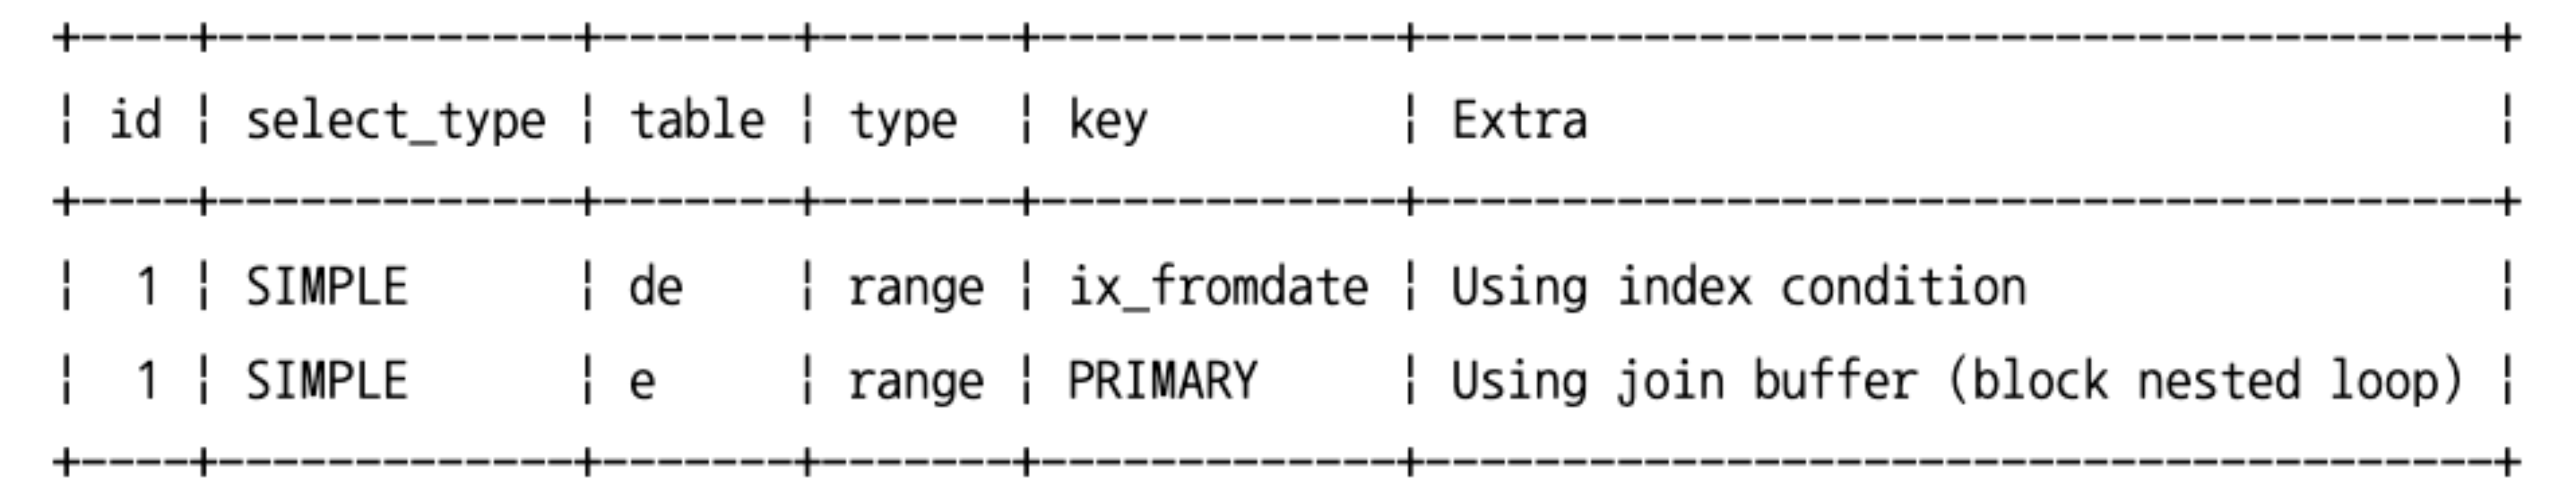 +----+-------------+-------+-------+-------------+---------------------------------------+
| id | select_type | table | type  | key         | Extra                                 |
+----+-------------+-------+-------+-------------+---------------------------------------+
|  1 | SIMPLE      | de    | range | ix_fromdate | Using index condition                 |
|  1 | SIMPLE      | e     | range | PRIMARY     | Using join buffer (block nested loop) |
+----+-------------+-------+-------+-------------+---------------------------------------+